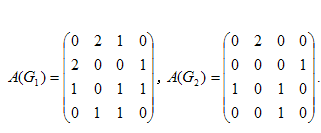 A(G₁) = ( 0 2 1 0 ; 2 0 0 1 ; 1 0 1 1 ; 0 1 1 0 ) , A(G₂) = ( 0 2 0 0 ; 0 0 0 1 ; 1 0 1 0 ; 0 0 1 0 ) .